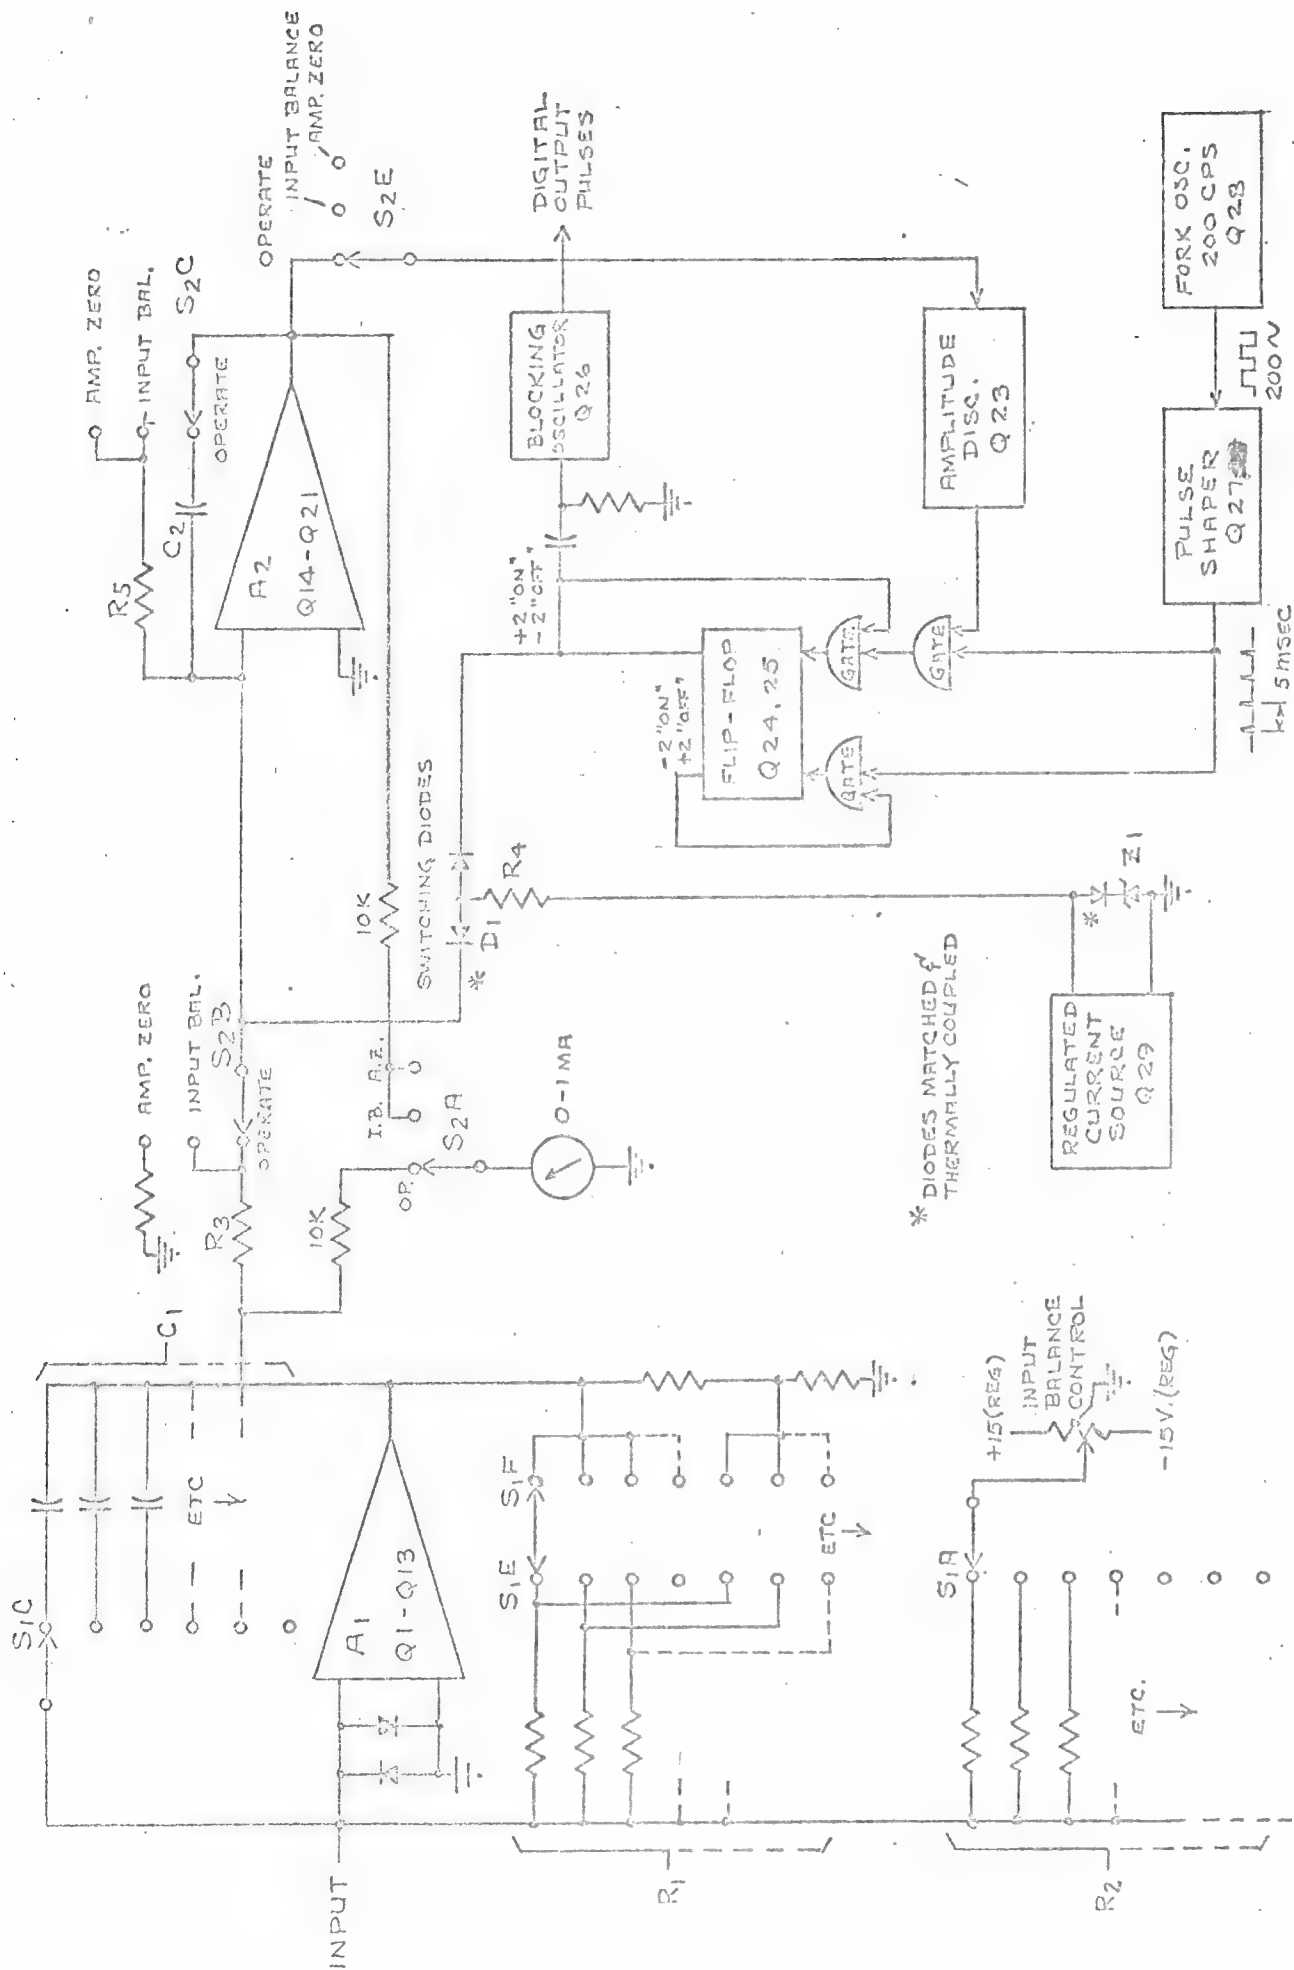 S1C
C1
ETC
INPUT
A1
Q1-Q13
S1E
S1F
ETC
R1
S1A
ETC.
R2
+15(REG)
INPUT
BALANCE
CONTROL
-15V.(REG)
AMP. ZERO
INPUT BAL.
R3
S2B
OPERATE
10K
I.B. A.Z.
OP.
S2A
0-1MA
10K
SWITCHING DIODES
* D1
R4
* DIODES MATCHED &
THERMALLY COUPLED
REGULATED
CURRENT
SOURCE
Q29
*
Z1
AMP. ZERO
INPUT BAL.
R5
C2
S2C
OPERATE
A2
Q14-Q21
OPERATE
INPUT BALANCE
AMP. ZERO
S2E
+2"ON"
-2"OFF"
BLOCKING
OSCILLATOR
Q26
DIGITAL
OUTPUT
PULSES
-2"ON"
+2"OFF"
FLIP-FLOP
Q24, 25
GATE
GATE
GATE
AMPLITUDE
DISC.
Q23
PULSE
SHAPER
Q27
5 MSEC
200~
FORK OSC.
200 CPS
Q28